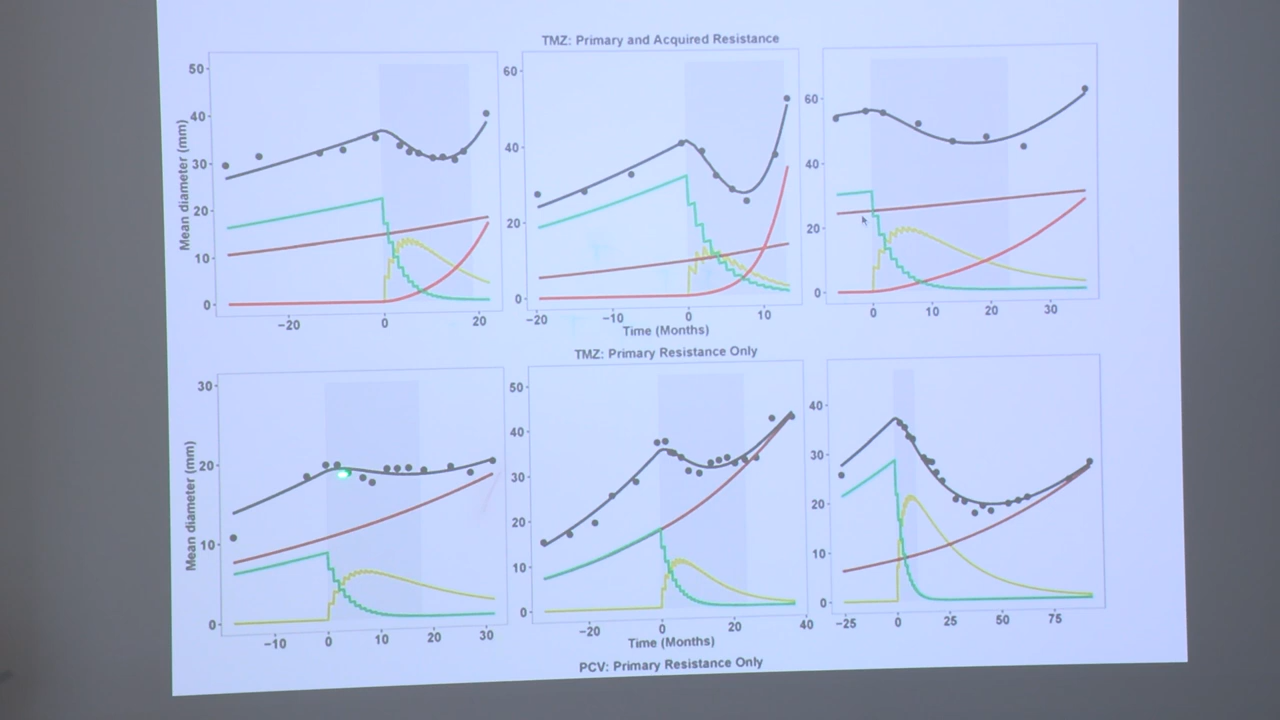 TMZ: Primary and Acquired Resistance
50 40 30 20 10 0
Mean diameter (mm)
−20 0 20
60 40 20 0
−20 −10 0 10
Time (Months)
60 40 20 0
0 10 20 30
TMZ: Primary Resistance Only
30 20 10 0
Mean diameter (mm)
−10 0 10 20 30
50 40 30 20 10 0
−20 0 20 40
Time (Months)
40 30 20 10 0
−25 0 25 50 75
PCV: Primary Resistance Only